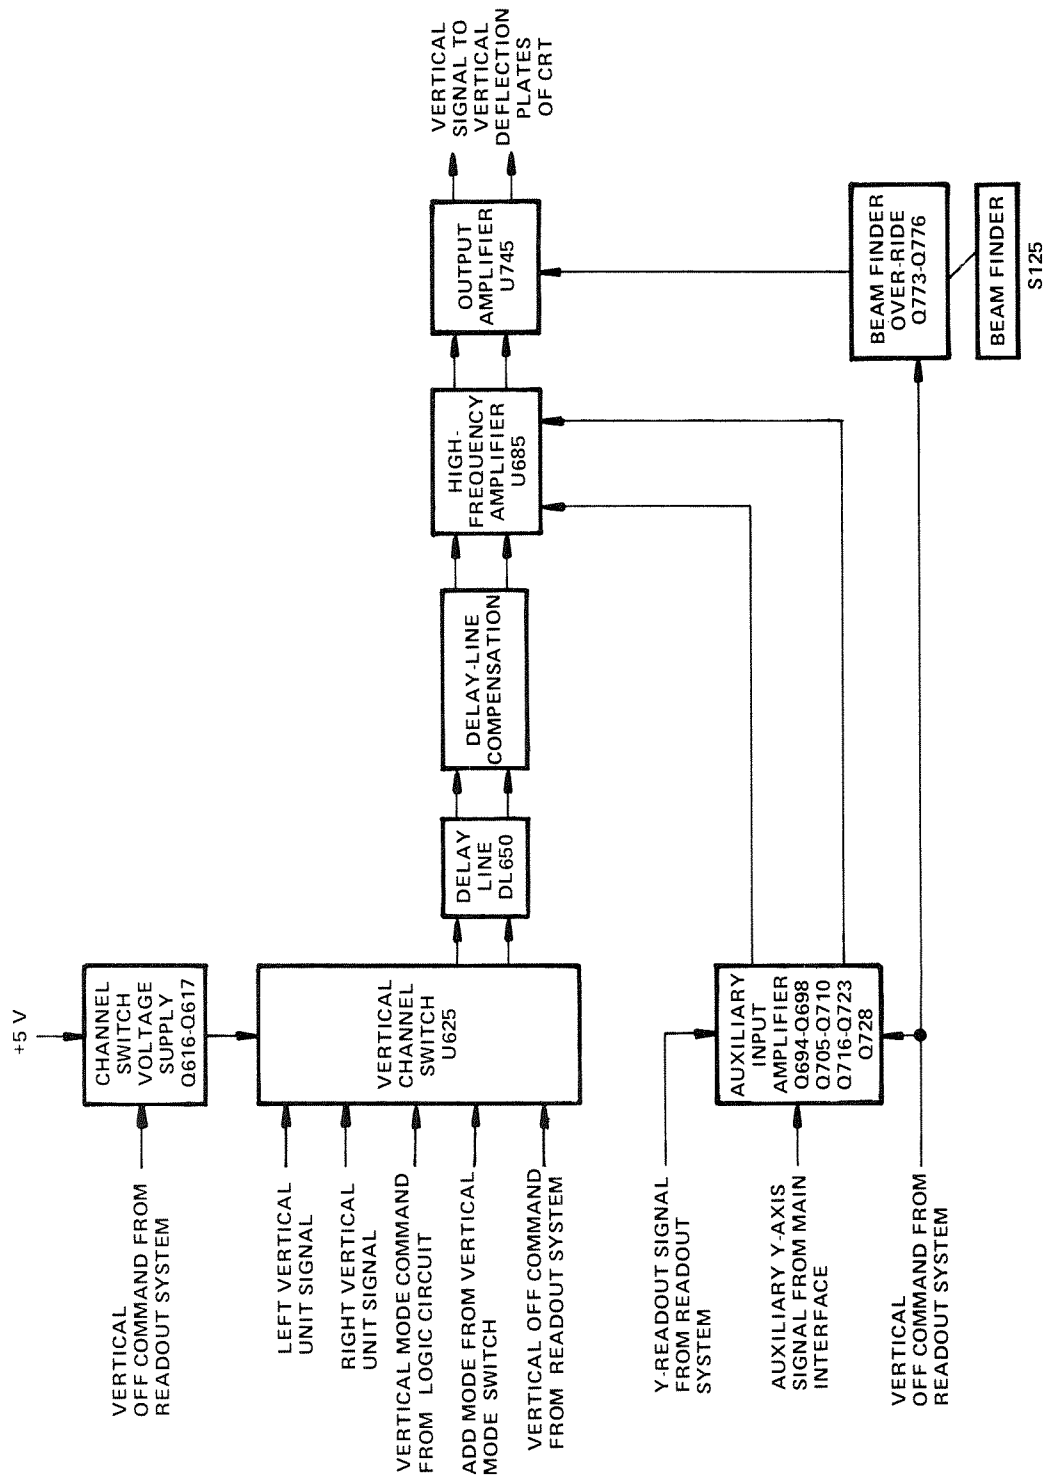 +5 V
VERTICAL
OFF COMMAND FROM
READOUT SYSTEM
CHANNEL
SWITCH
VOLTAGE
SUPPLY
Q616-Q617
LEFT VERTICAL
UNIT SIGNAL
RIGHT VERTICAL
UNIT SIGNAL
VERTICAL MODE COMMAND
FROM LOGIC CIRCUIT
ADD MODE FROM VERTICAL
MODE SWITCH
VERTICAL OFF COMMAND
FROM READOUT SYSTEM
VERTICAL
CHANNEL
SWITCH
U625
DELAY
LINE
DL650
DELAY-LINE
COMPENSATION
HIGH-
FREQUENCY
AMPLIFIER
U685
OUTPUT
AMPLIFIER
U745
VERTICAL
SIGNAL TO
VERTICAL
DEFLECTION
PLATES
OF CRT
Y-READOUT SIGNAL
FROM READOUT
SYSTEM
AUXILIARY Y-AXIS
SIGNAL FROM MAIN
INTERFACE
VERTICAL
OFF COMMAND FROM
READOUT SYSTEM
AUXILIARY
INPUT
AMPLIFIER
Q694-Q698
Q705-Q710
Q716-Q723
Q728
BEAM FINDER
OVER-RIDE
Q773-Q776
BEAM FINDER
S125